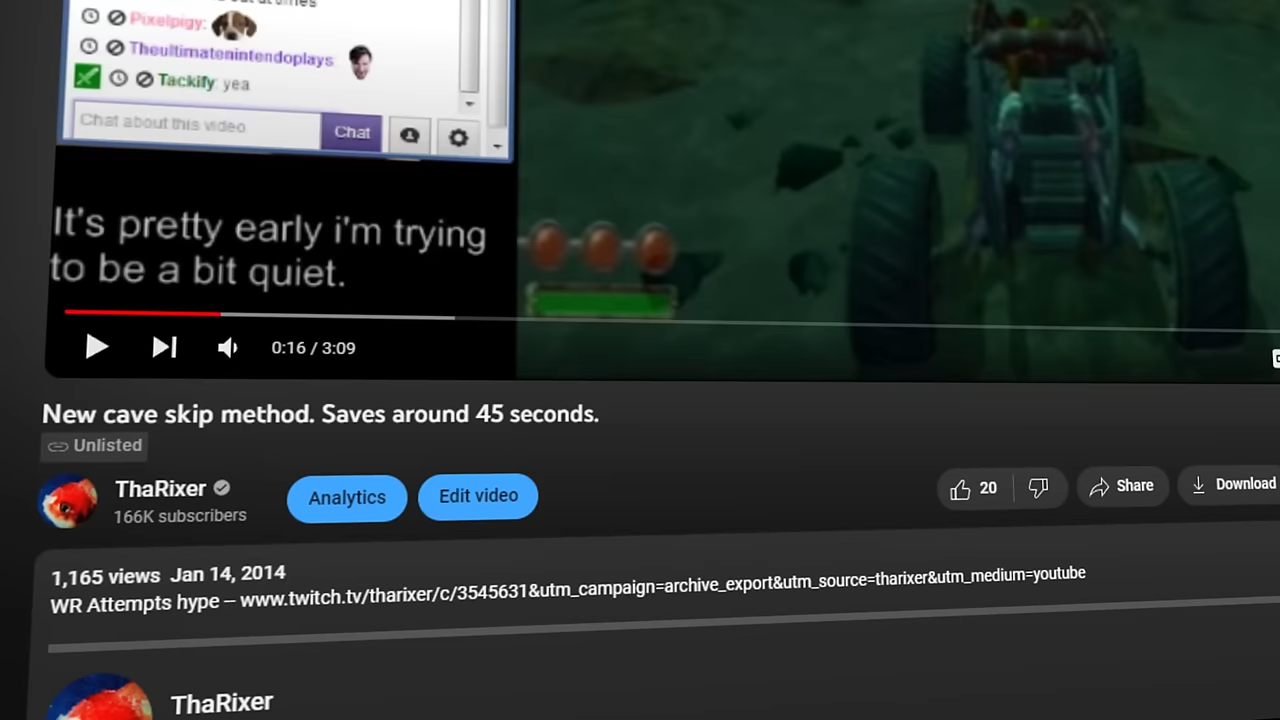 Pixelpigy:
Theultimatenintendoplays
Tackify: yea
Chat about this video
Chat
It's pretty early i'm trying
to be a bit quiet.
0:16 / 3:09
New cave skip method. Saves around 45 seconds.
Unlisted
ThaRixer
166K subscribers
Analytics
Edit video
20
Share
Download
1,165 views Jan 14, 2014
WR Attempts hype – www.twitch.tv/tharixer/c/3545631&utm_campaign=archive_export&utm_source=tharixer&utm_medium=youtube
ThaRixer